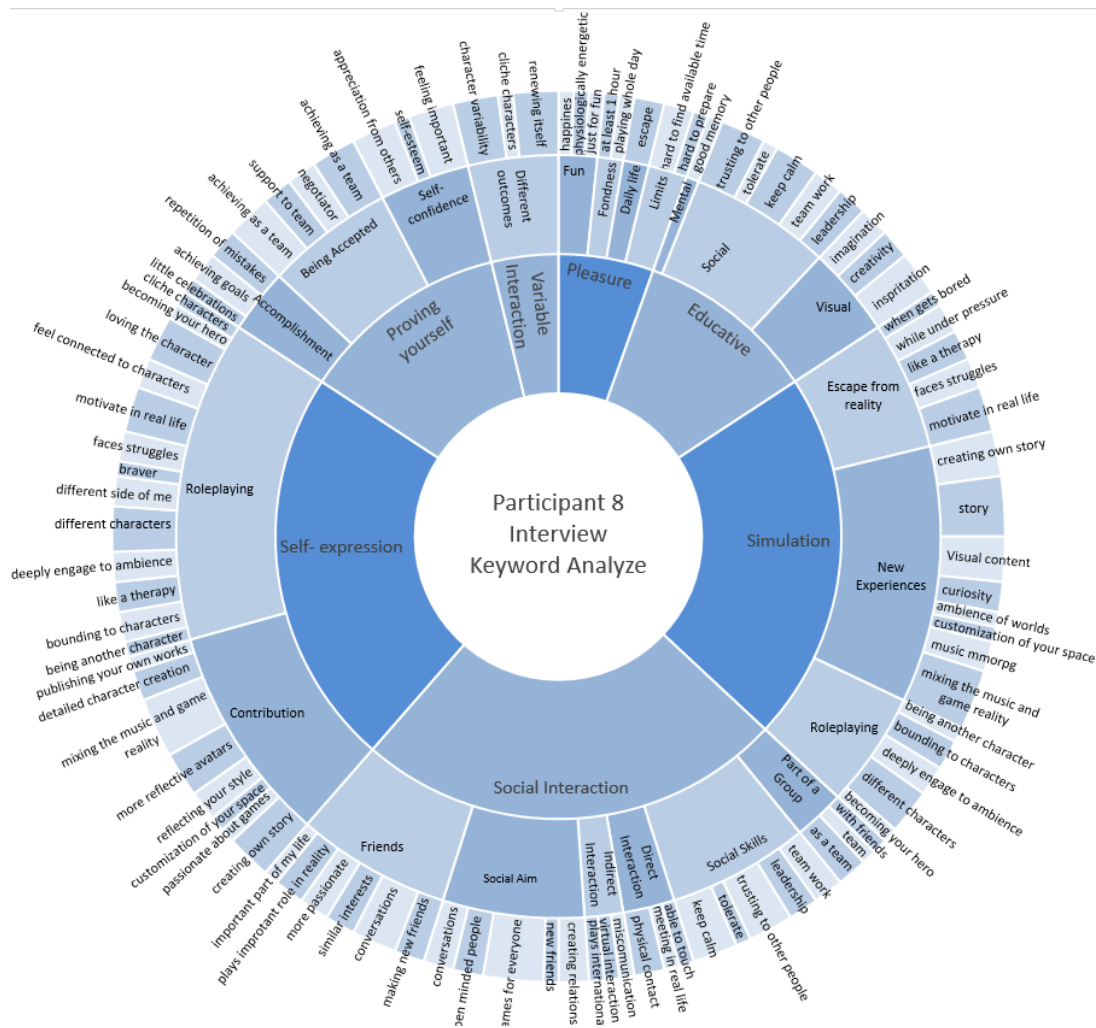 Participant 8
Interview
Keyword Analyze
Pleasure
Educative
Simulation
Social Interaction
Self- expression
Proving
yourself
Variable
Interaction
Fun
Fondness
Daily life
Limits
Mental
Social
Visual
Escape from
reality
New
Experiences
Roleplaying
Part of a
Group
Social Skills
Direct
Interaction
Indirect
Interaction
Social Aim
Friends
Contribution
Roleplaying
Accomplishment
Being Accepted
Self-
confidence
Different
outcomes
happines
physiologically energetic
just for fun
at least 1 hour
playing whole day
escape
hard to find available time
hard to prepare
good memory
trusting to other people
tolerate
keep calm
team work
leadership
imagination
creativity
inspritation
when gets bored
while under pressure
like a therapy
faces struggles
motivate in real life
creating own story
story
Visual content
curiosity
ambience of worlds
customization of your space
music mmorpg
mixing the music and
game reality
being another character
bounding to characters
deeply engage to ambience
different characters
becoming your hero
with friends
team
as a team
team work
leadership
trusting to other people
tolerate
keep calm
able to touch
meeting in real life
physical contact
miscomunication
virtual interaction
plays internationa
creating relations
new friends
ames for everyone
pen minded people
conversations
making new friends
conversations
similar interests
more passionate
plays improtant role in reality
important part of my life
creating own story
passionate about games
customization of your space
reflecting your style
more reflective avatars
mixing the music and game
reality
detailed character creation
publishing your own works
being another character
bounding to characters
like a therapy
deeply engage to ambience
different characters
different side of me
braver
faces struggles
motivate in real life
feel connected to characters
loving the character
becoming your hero
cliche characters
little celebrations
achieving goals
repetition of
mistakes
achieving as a team
support to team
negotiator
achieving as a team
appreciation from others
self-esteem
feeling important
character variability
cliche characters
renewing itself